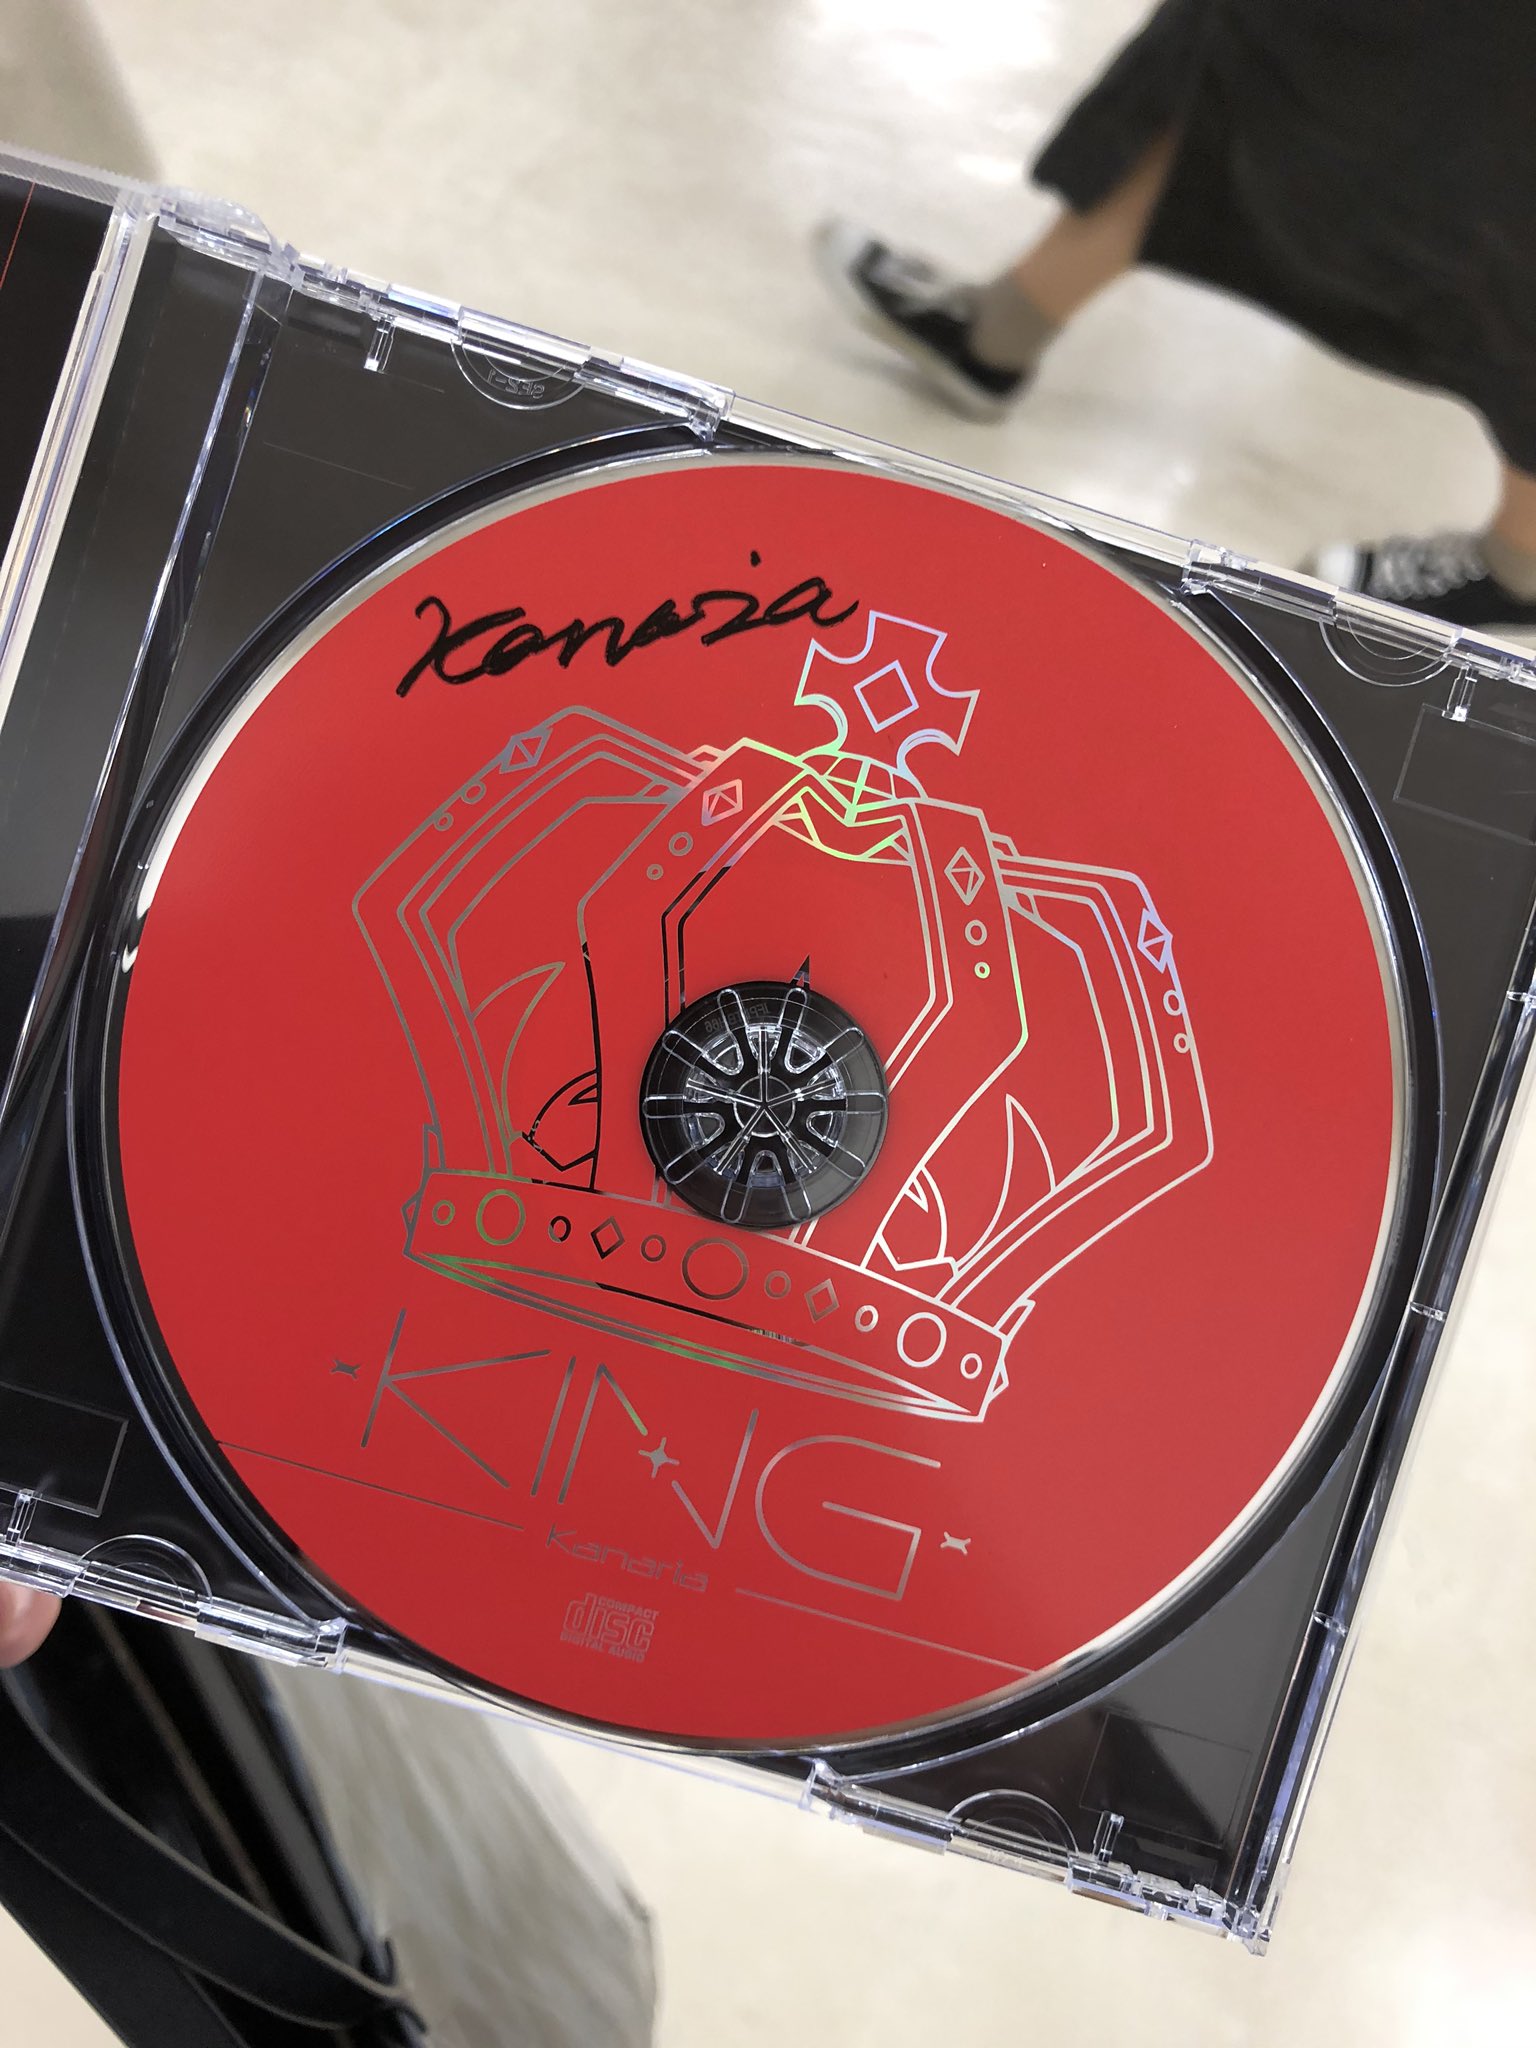 Kanaria
KING
Kanaria
COMPACT
disc
DIGITAL AUDIO